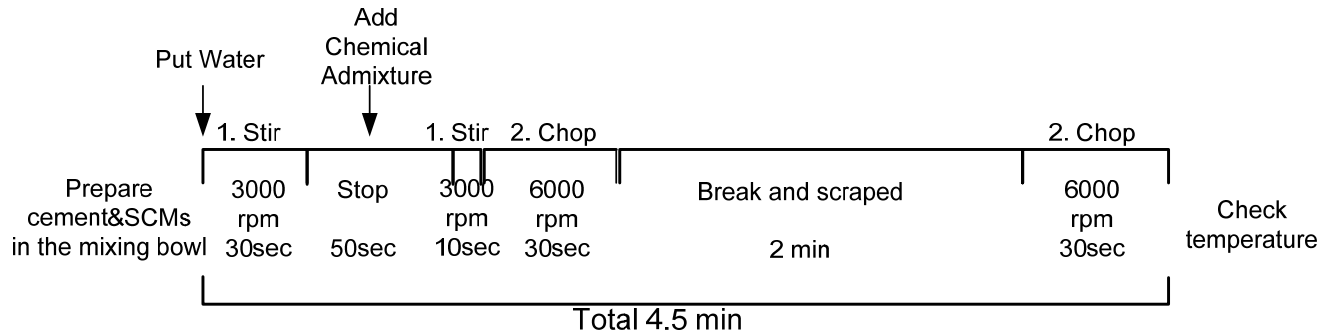 Add
Chemical
Admixture
Put Water
1. Stir
1. Stir
2. Chop
2. Chop
Prepare
cement&SCMs
in the mixing bowl
3000
rpm
30sec
Stop
50sec
3000
rpm
10sec
6000
rpm
30sec
Break and scraped
2 min
6000
rpm
30sec
Check
temperature
Total 4.5 min